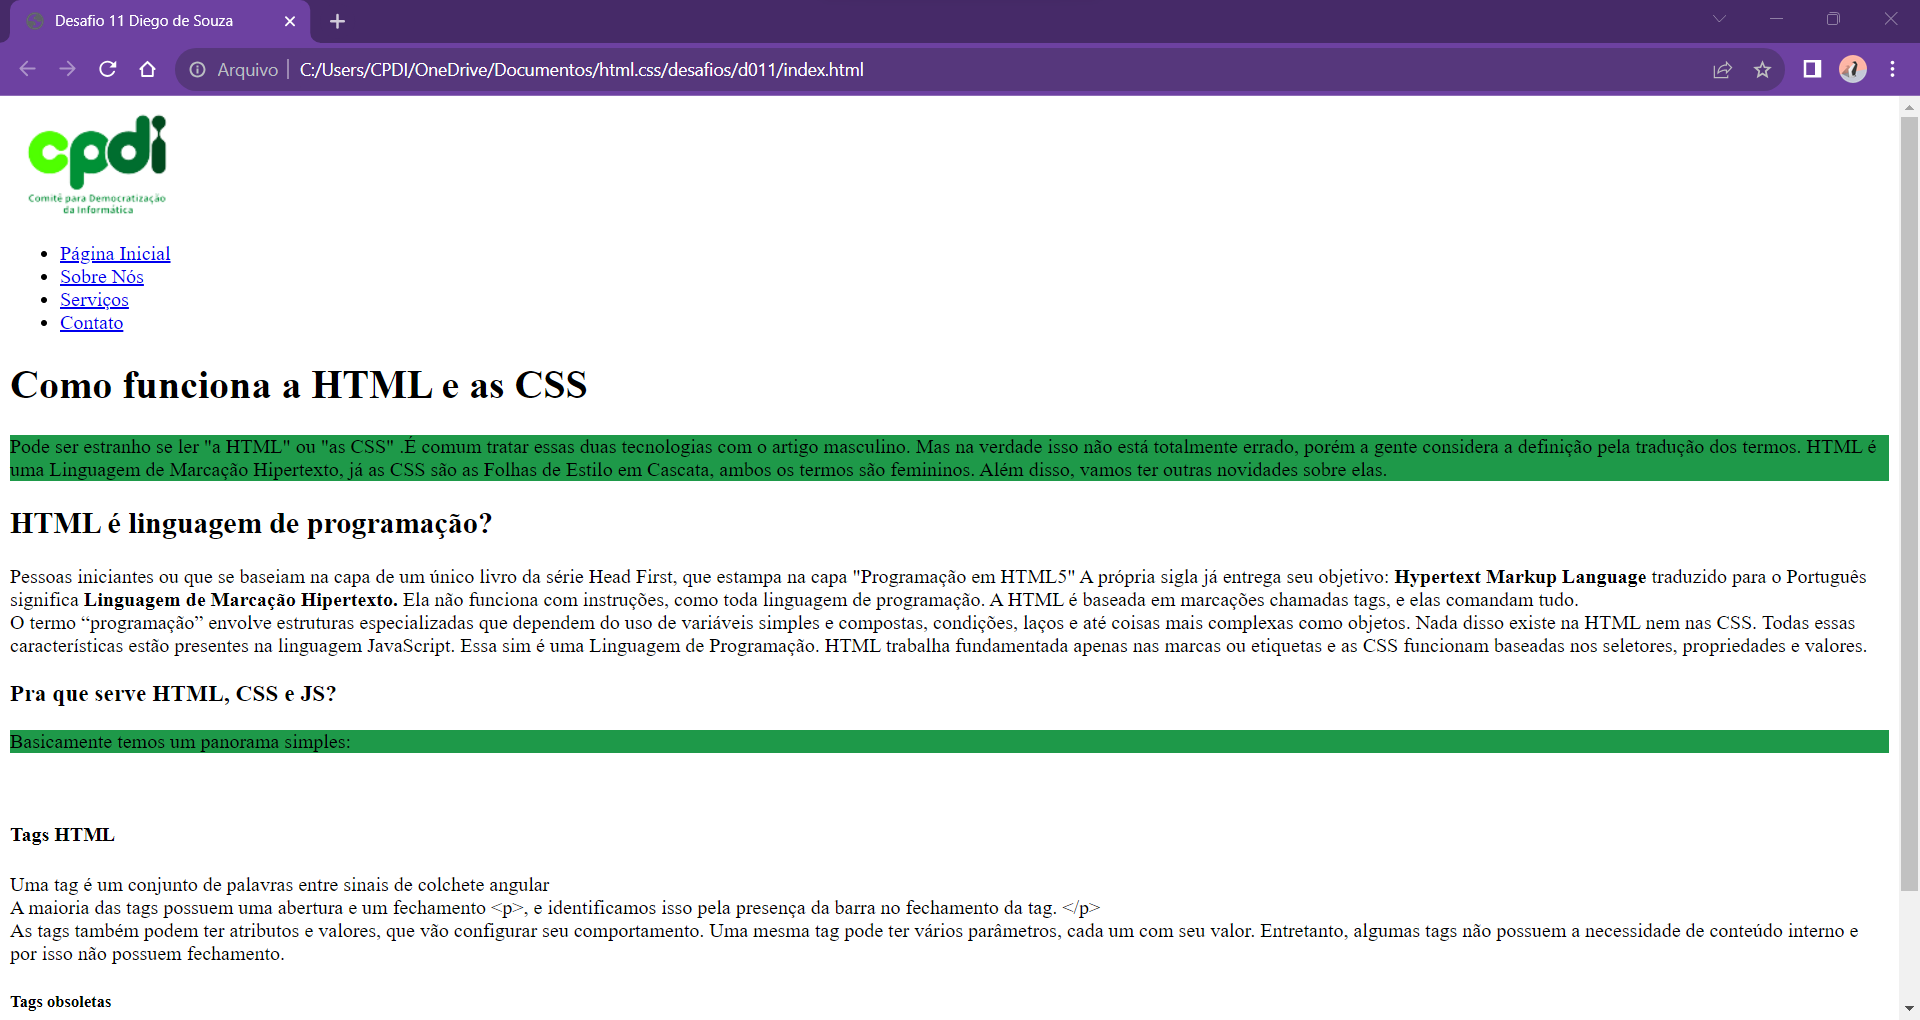 Desafio 11 Diego de Souza
Arquivo | C:/Users/CPDI/OneDrive/Documentos/html.css/desafios/d011/index.html
cpdi
Comitê para Democratização
da Informática
Página Inicial
Sobre Nós
Serviços
Contato
Como funciona a HTML e as CSS
Pode ser estranho se ler "a HTML" ou "as CSS" .É comum tratar essas duas tecnologias com o artigo masculino. Mas na verdade isso não está totalmente errado, porém a gente considera a definição pela tradução dos termos. HTML é
uma Linguagem de Marcação Hipertexto, já as CSS são as Folhas de Estilo em Cascata, ambos os termos são femininos. Além disso, vamos ter outras novidades sobre elas.
HTML é linguagem de programação?
Pessoas iniciantes ou que se baseiam na capa de um único livro da série Head First, que estampa na capa "Programação em HTML5" A própria sigla já entrega seu objetivo: Hypertext Markup Language traduzido para o Português
significa Linguagem de Marcação Hipertexto. Ela não funciona com instruções, como toda linguagem de programação. A HTML é baseada em marcações chamadas tags, e elas comandam tudo.
O termo “programação” envolve estruturas especializadas que dependem do uso de variáveis simples e compostas, condições, laços e até coisas mais complexas como objetos. Nada disso existe na HTML nem nas CSS. Todas essas
características estão presentes na linguagem JavaScript. Essa sim é uma Linguagem de Programação. HTML trabalha fundamentada apenas nas marcas ou etiquetas e as CSS funcionam baseadas nos seletores, propriedades e valores.
Pra que serve HTML, CSS e JS?
Basicamente temos um panorama simples:
Tags HTML
Uma tag é um conjunto de palavras entre sinais de colchete angular
A maioria das tags possuem uma abertura e um fechamento <p>, e identificamos isso pela presença da barra no fechamento da tag. </p>
As tags também podem ter atributos e valores, que vão configurar seu comportamento. Uma mesma tag pode ter vários parâmetros, cada um com seu valor. Entretanto, algumas tags não possuem a necessidade de conteúdo interno e
por isso não possuem fechamento.
Tags obsoletas